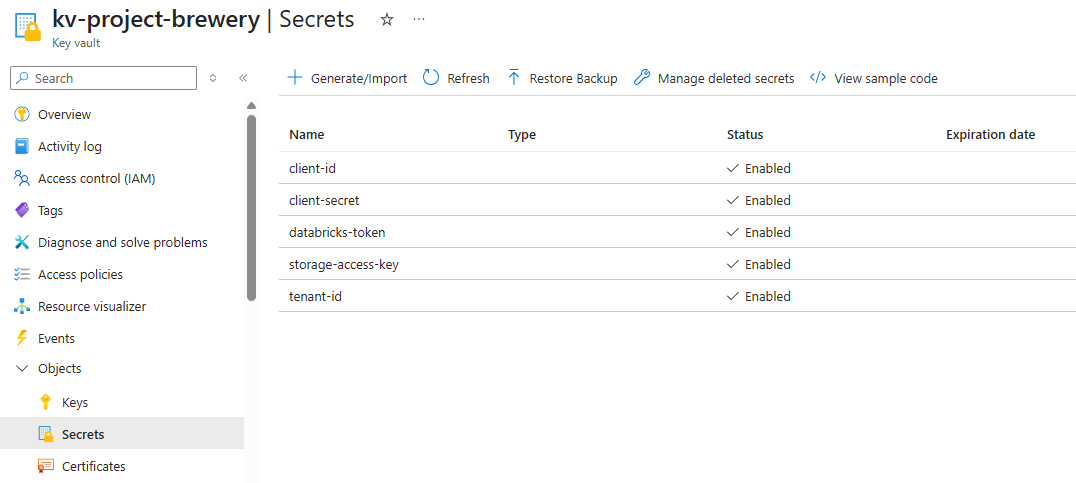 kv-project-brewery | Secrets
Key vault
Search
Generate/Import Refresh Restore Backup Manage deleted secrets View sample code
Overview
Activity log
Access control (IAM)
Tags
Diagnose and solve problems
Access policies
Resource visualizer
Events
Objects
Keys
Secrets
Certificates
Name Type Status Expiration date
client-id Enabled
client-secret Enabled
databricks-token Enabled
storage-access-key Enabled
tenant-id Enabled